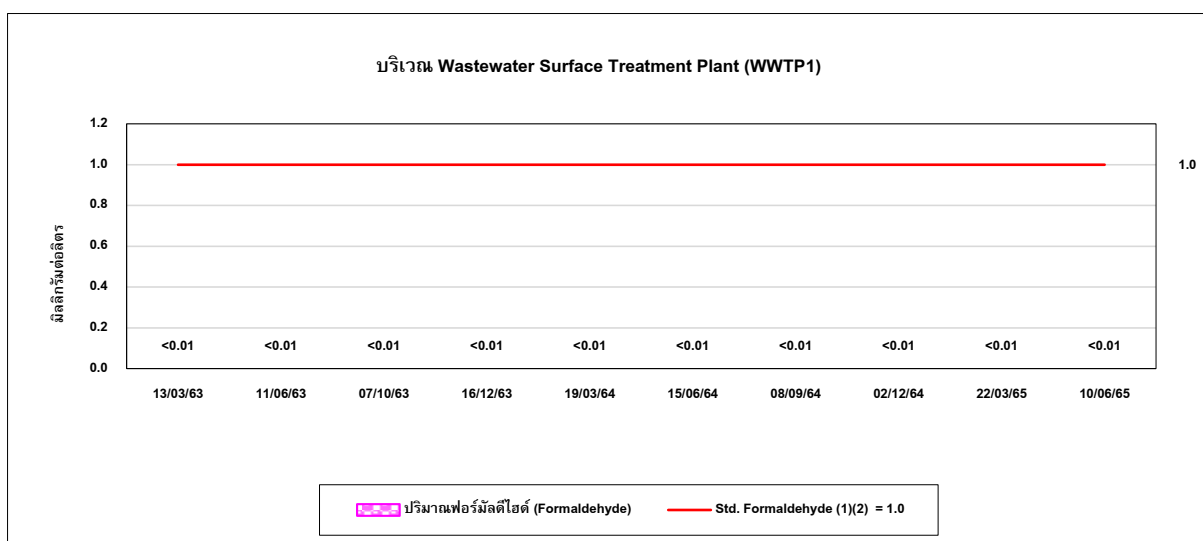 บริเวณ Wastewater Surface Treatment Plant (WWTP1)
มิลลิกรัมต่อลิตร
1.2
1.0
0.8
0.6
0.4
0.2
0.0
1.0
<0.01 <0.01 <0.01 <0.01 <0.01 <0.01 <0.01 <0.01 <0.01 <0.01
13/03/63 11/06/63 07/10/63 16/12/63 19/03/64 15/06/64 08/09/64 02/12/64 22/03/65 10/06/65
ปริมาณฟอร์มัลดีไฮด์ (Formaldehyde) Std. Formaldehyde (1)(2) = 1.0